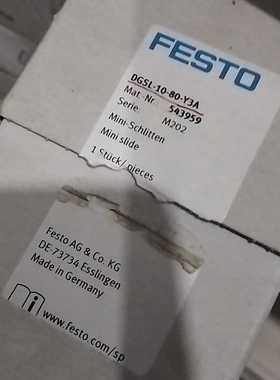 FESTO
DGSL-10-80-Y3A
Mat.-Nr. 543959
Serie: M202
Mini-Schlitten
Mini slide
1 Stück/pieces
Festo AG & Co. KG
DE-73734 Esslingen
Made in Germany
www.festo.com/sp